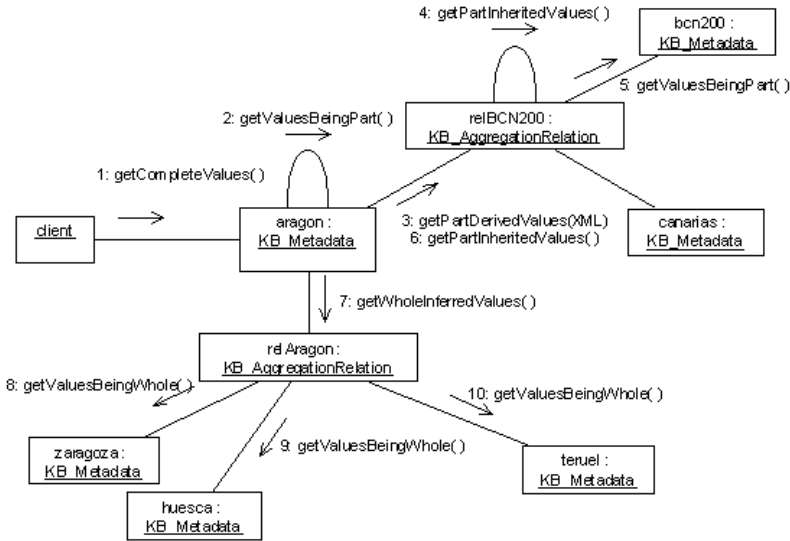 4: getPartInheritedValues( )
bcn200 :
KB_Metadata
5: getValuesBeingPart( )
2: getValuesBeingPart( )
relBCN200 :
KB_AggregationRelation
1: getCompleteValues( )
client
aragon :
KB_Metadata
3: getPartDerivedValues(XML)
6: getPartInheritedValues( )
canarias :
KB_Metadata
7: getWholeInferredValues( )
relAragon :
KB_AggregationRelation
8: getValuesBeingWhole( )
10: getValuesBeingWhole( )
9: getValuesBeingWhole( )
zaragoza :
KB_Metadata
teruel :
KB_Metadata
huesca :
KB_Metadata